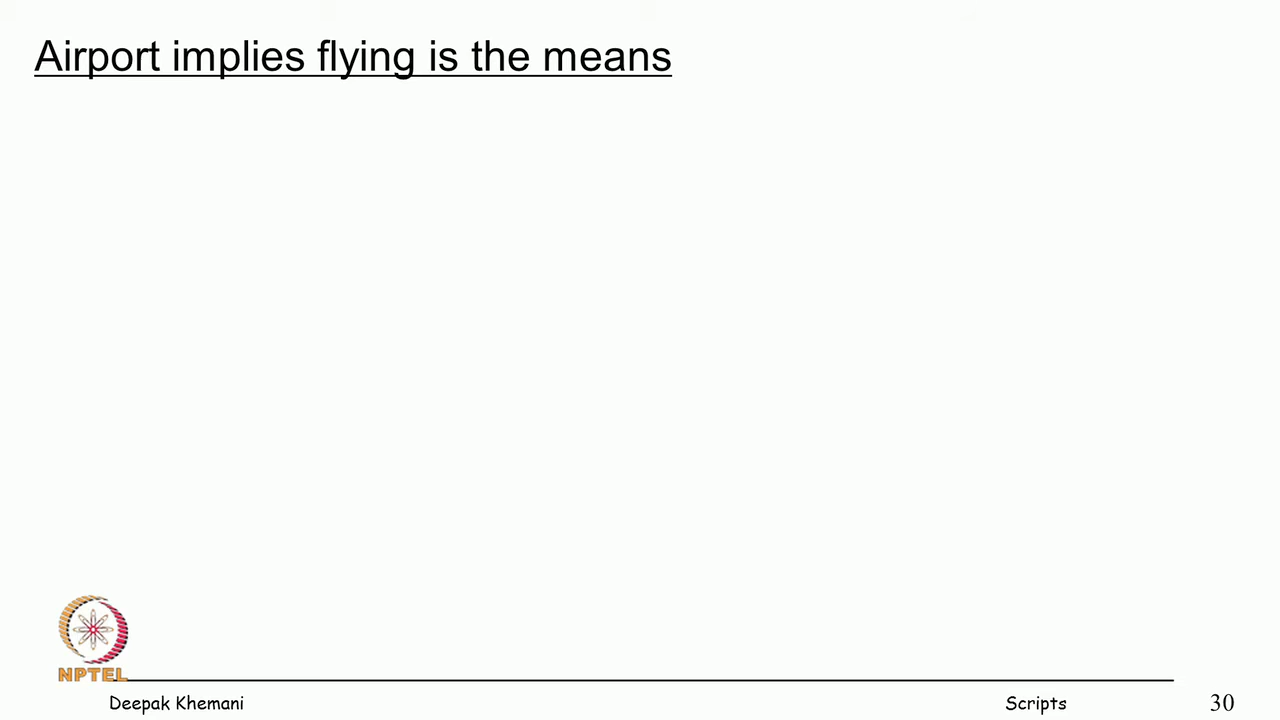 Airport implies flying is the means
NPTEL
Deepak Khemani
Scripts
30